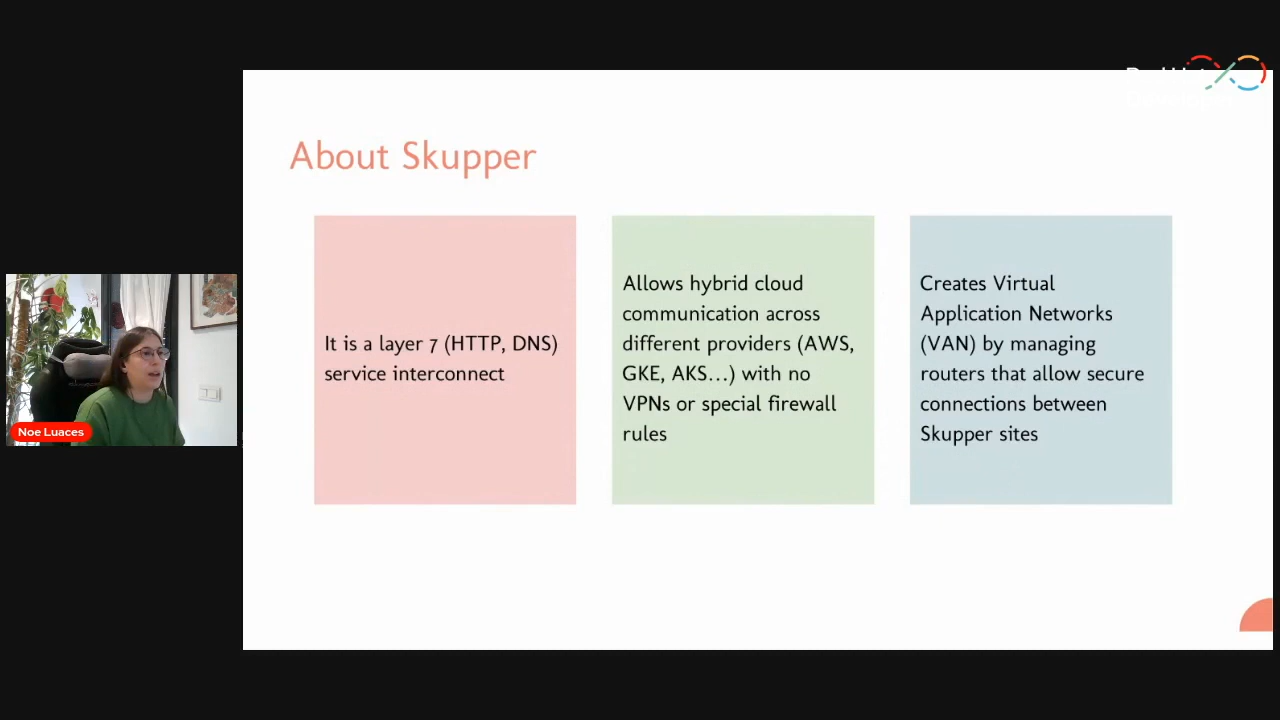 About Skupper
It is a layer 7 (HTTP, DNS)
service interconnect
Allows hybrid cloud
communication across
different providers (AWS,
GKE, AKS...) with no
VPNs or special firewall
rules
Creates Virtual
Application Networks
(VAN) by managing
routers that allow secure
connections between
Skupper sites
Noe Luaces